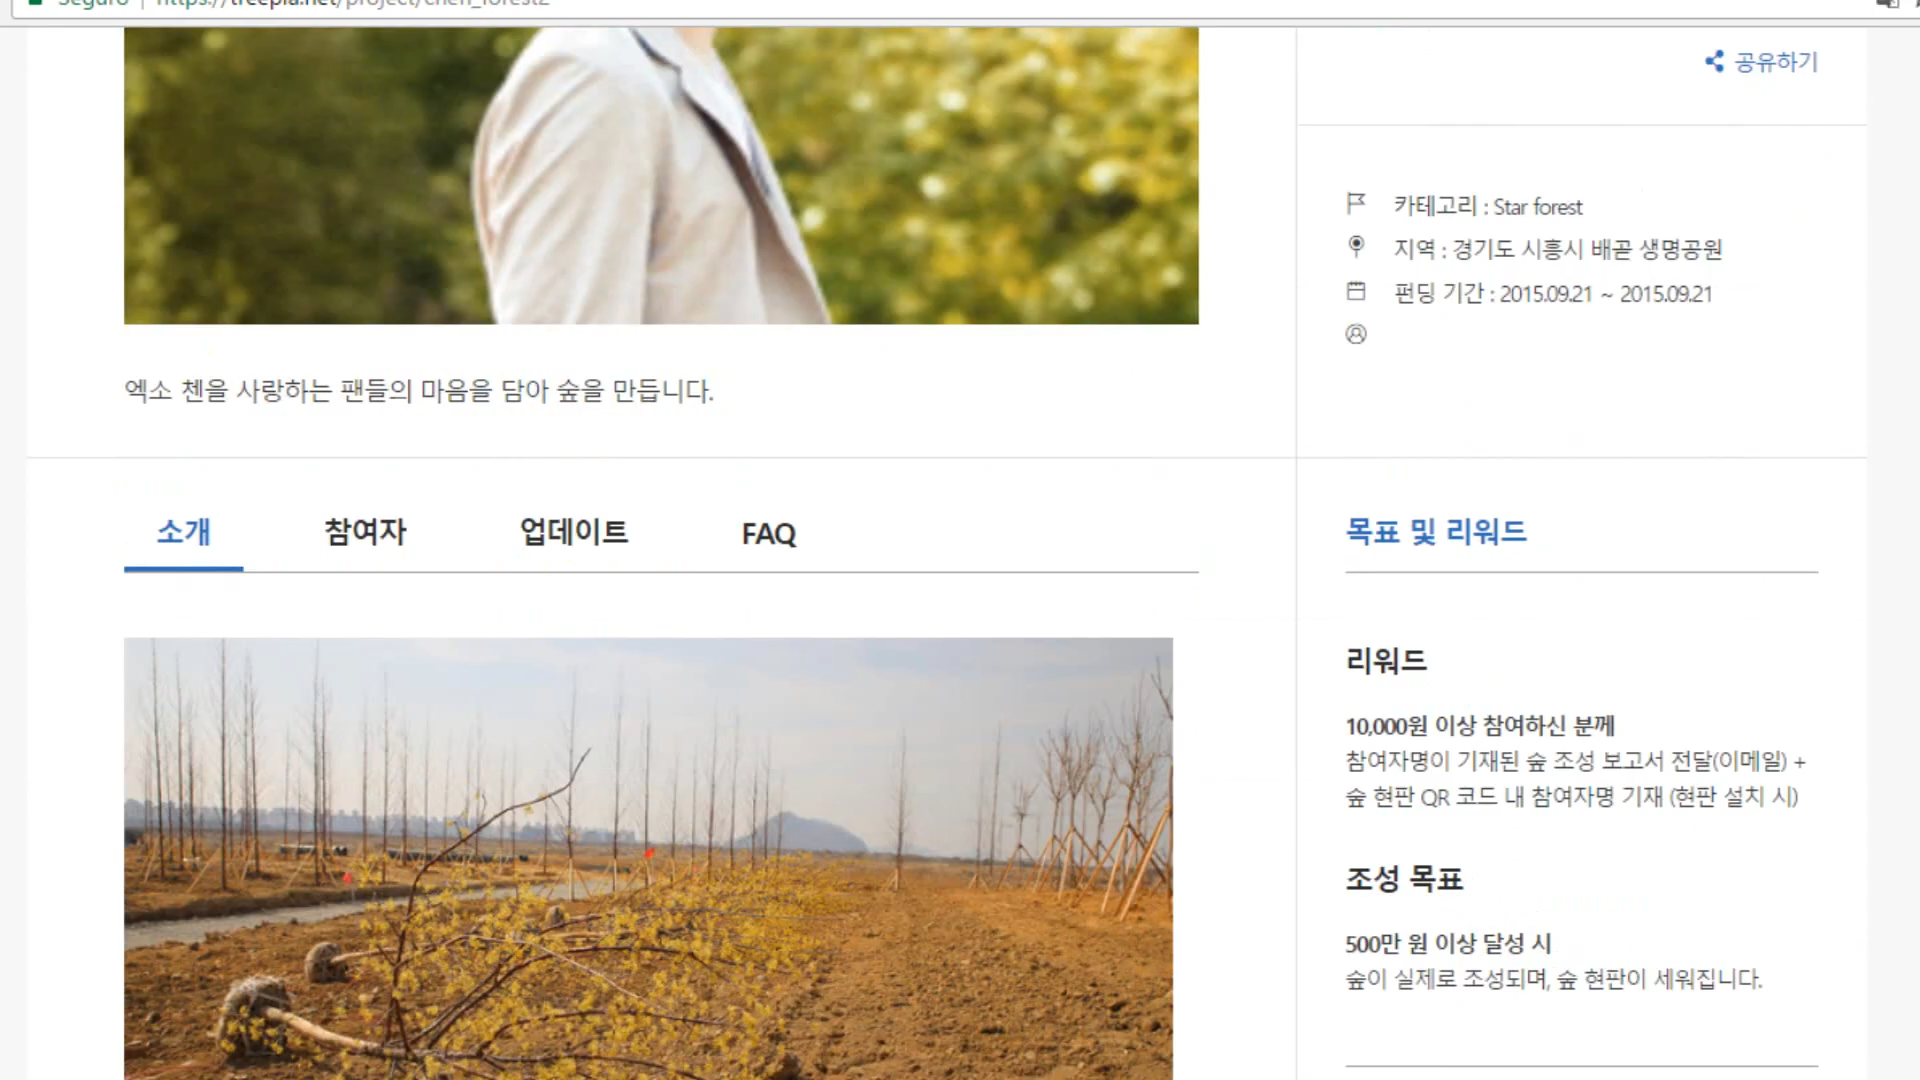 Seguro | https://treepla.net/project/chen_forest2
공유하기
카테고리 : Star forest
지역 : 경기도 시흥시 배곧 생명공원
펀딩 기간 : 2015.09.21 ~ 2015.09.21
엑소 첸을 사랑하는 팬들의 마음을 담아 숲을 만듭니다.
소개 참여자 업데이트 FAQ
목표 및 리워드
리워드
10,000원 이상 참여하신 분께
참여자명이 기재된 숲 조성 보고서 전달(이메일) +
숲 현판 QR 코드 내 참여자명 기재 (현판 설치 시)
조성 목표
500만 원 이상 달성 시
숲이 실제로 조성되며, 숲 현판이 세워집니다.